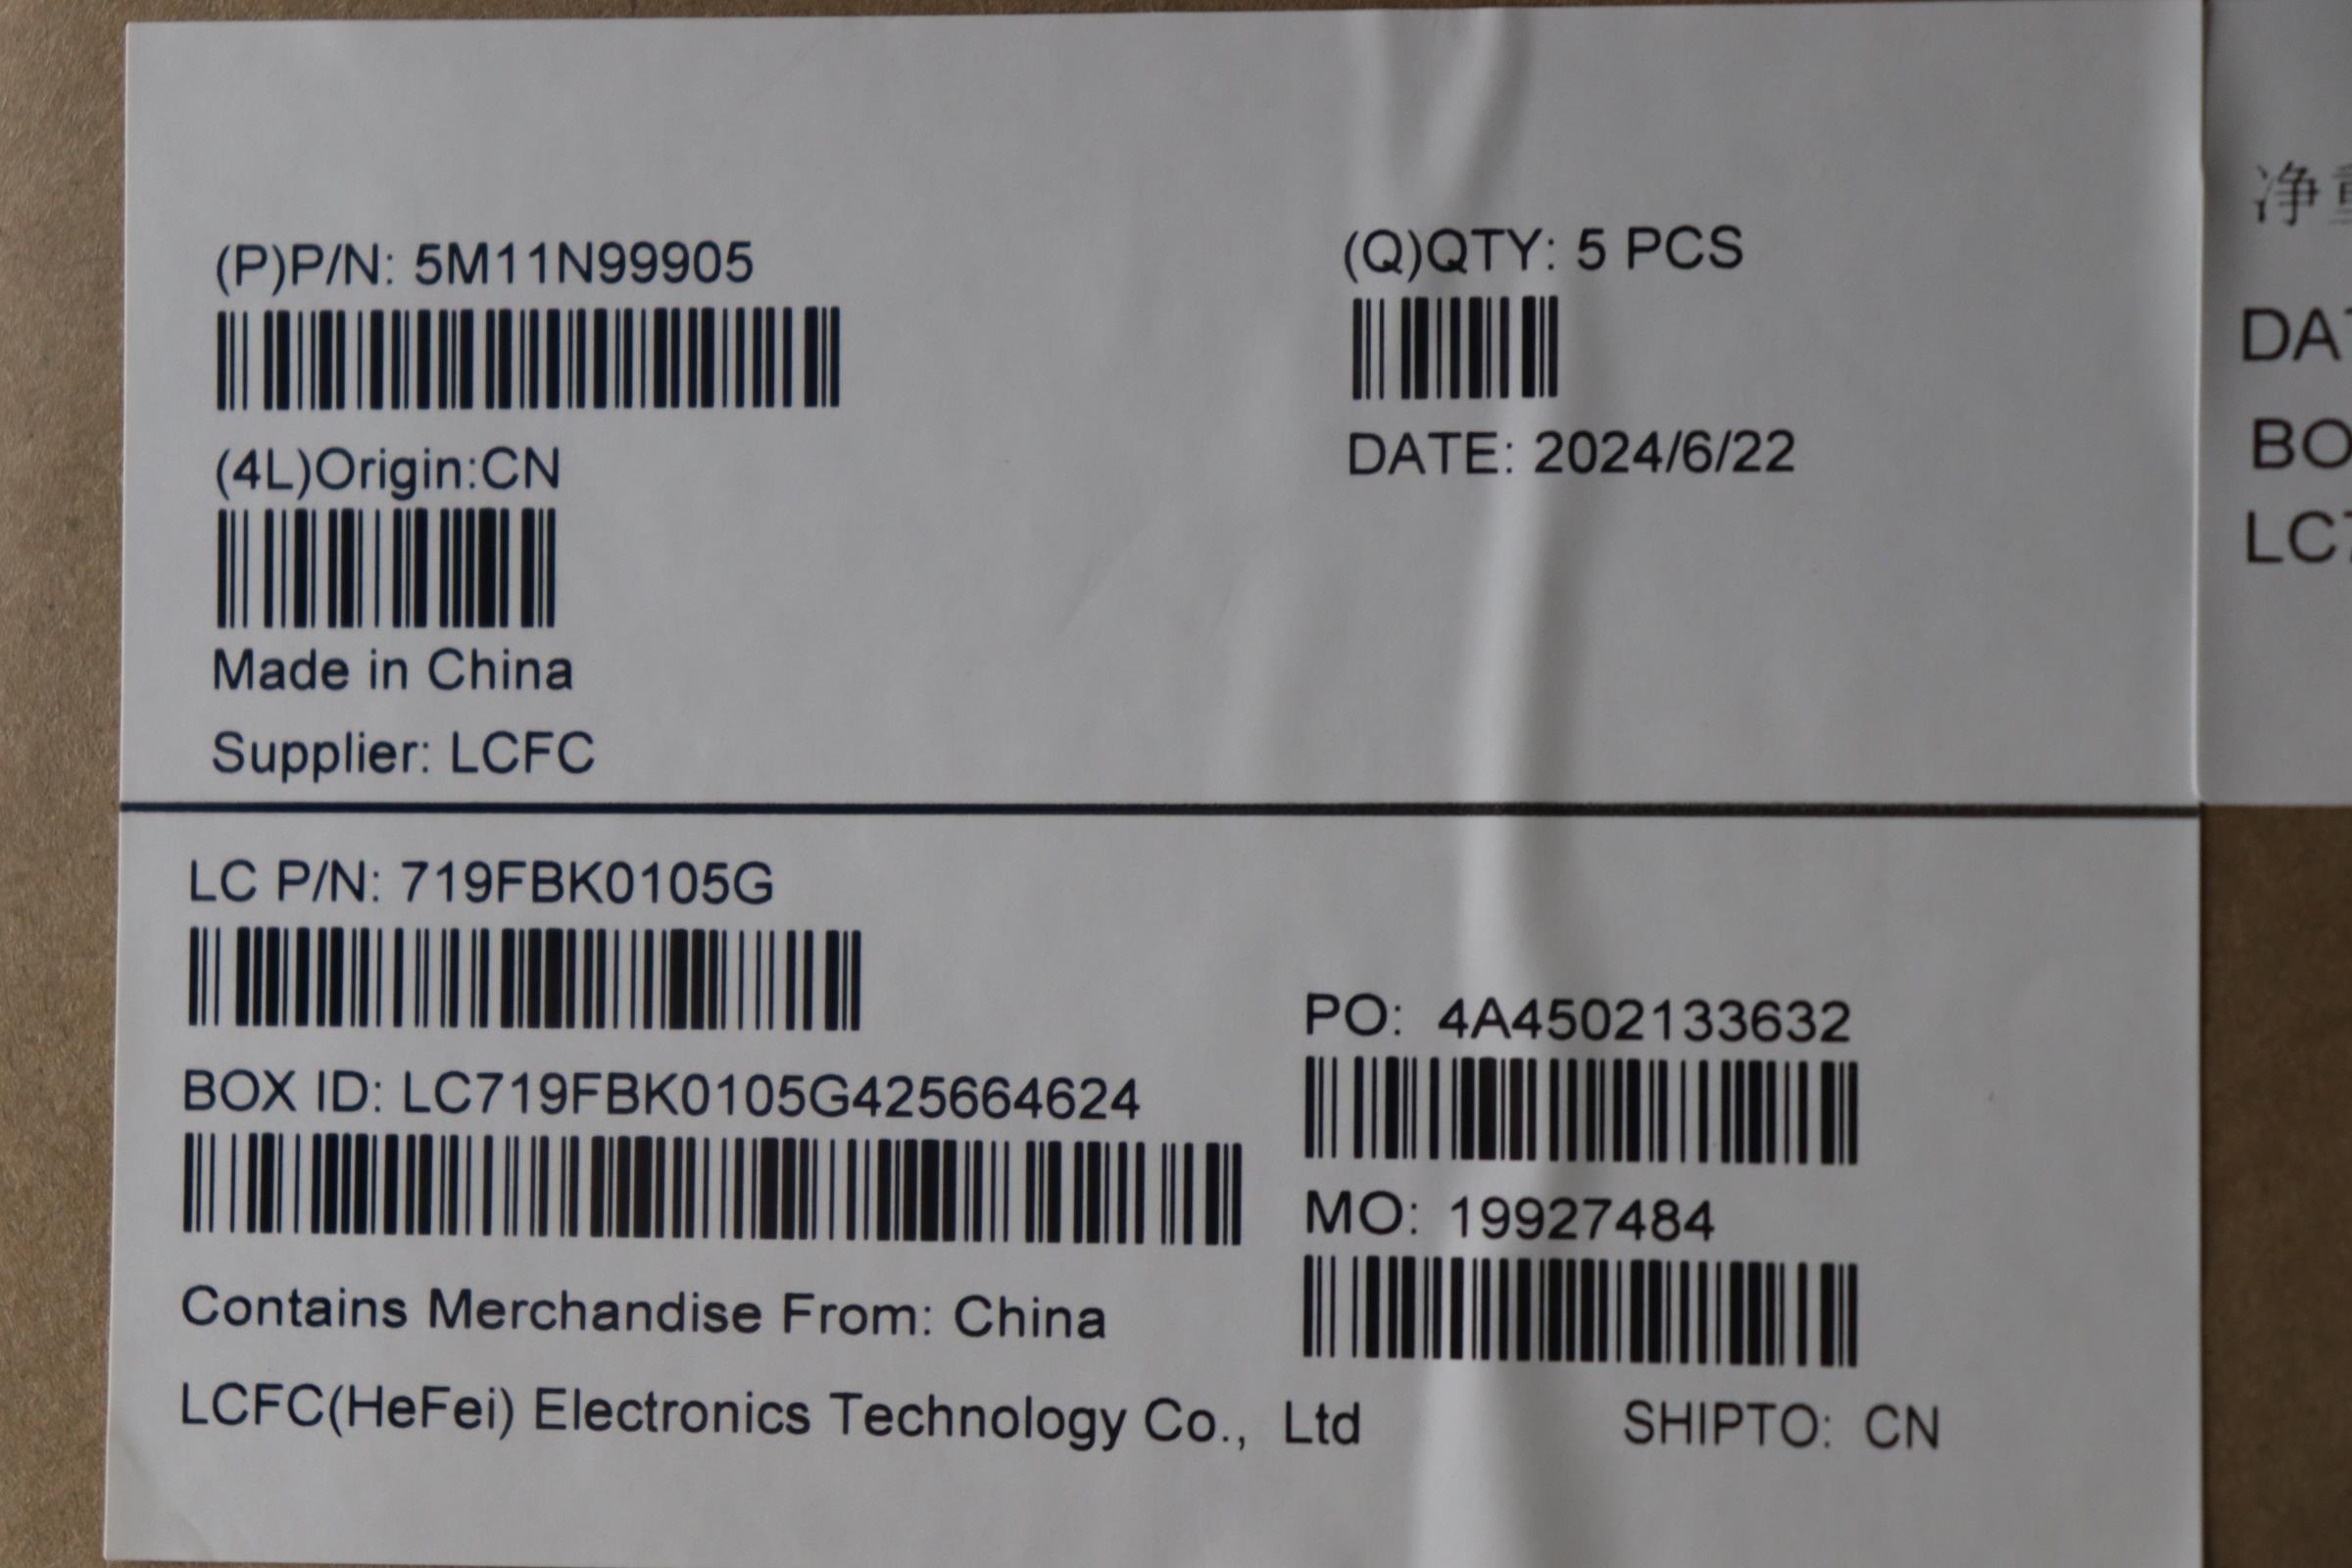 (P)P/N: 5M11N99905
(Q)QTY: 5 PCS
(4L)Origin:CN
DATE: 2024/6/22
Made in China
Supplier: LCFC
LC P/N: 719FBK0105G
PO: 4A4502133632
BOX ID: LC719FBK0105G425664624
MO: 19927484
Contains Merchandise From: China
LCFC(HeFei) Electronics Technology Co., Ltd
SHIPTO: CN
净